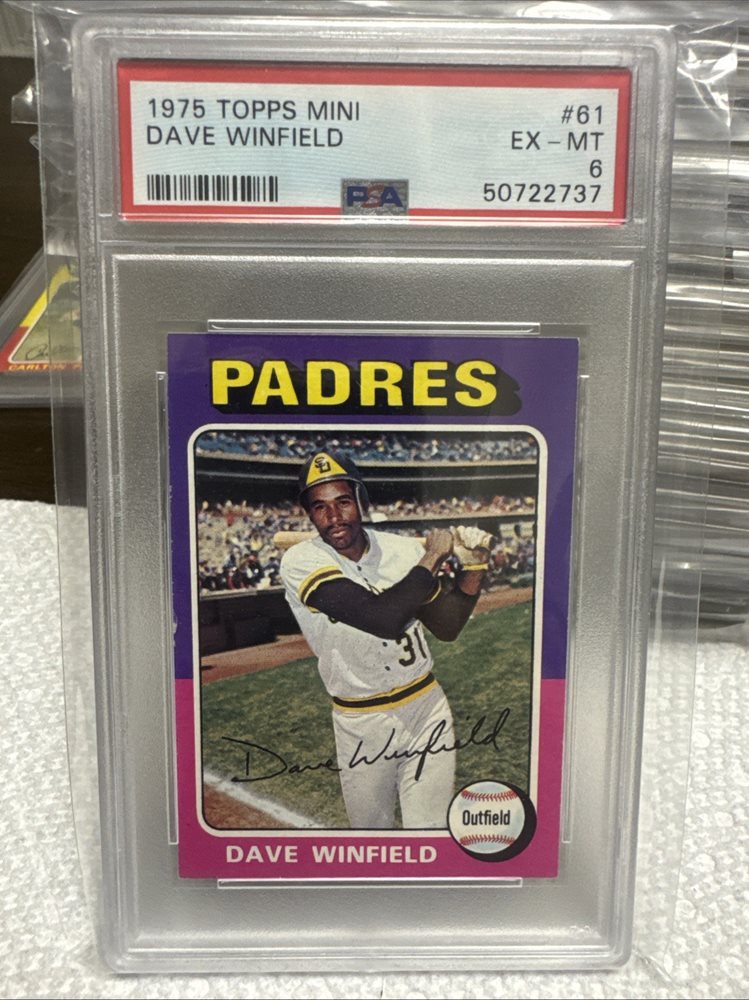 1975 TOPPS MINI
DAVE WINFIELD
#61
EX – MT
6
50722737
PSA
PADRES
SD
31
Dave Winfield
Outfield
DAVE WINFIELD
CARLTON